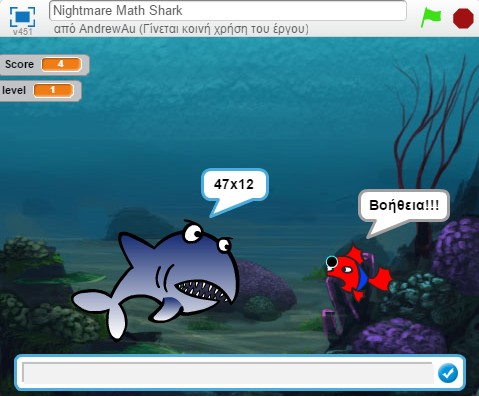 Nightmare Math Shark
v451
από AndrewAu (Γίνεται κοινή χρήση του έργου)
Score 4
level 1
47x12
Βοήθεια!!!